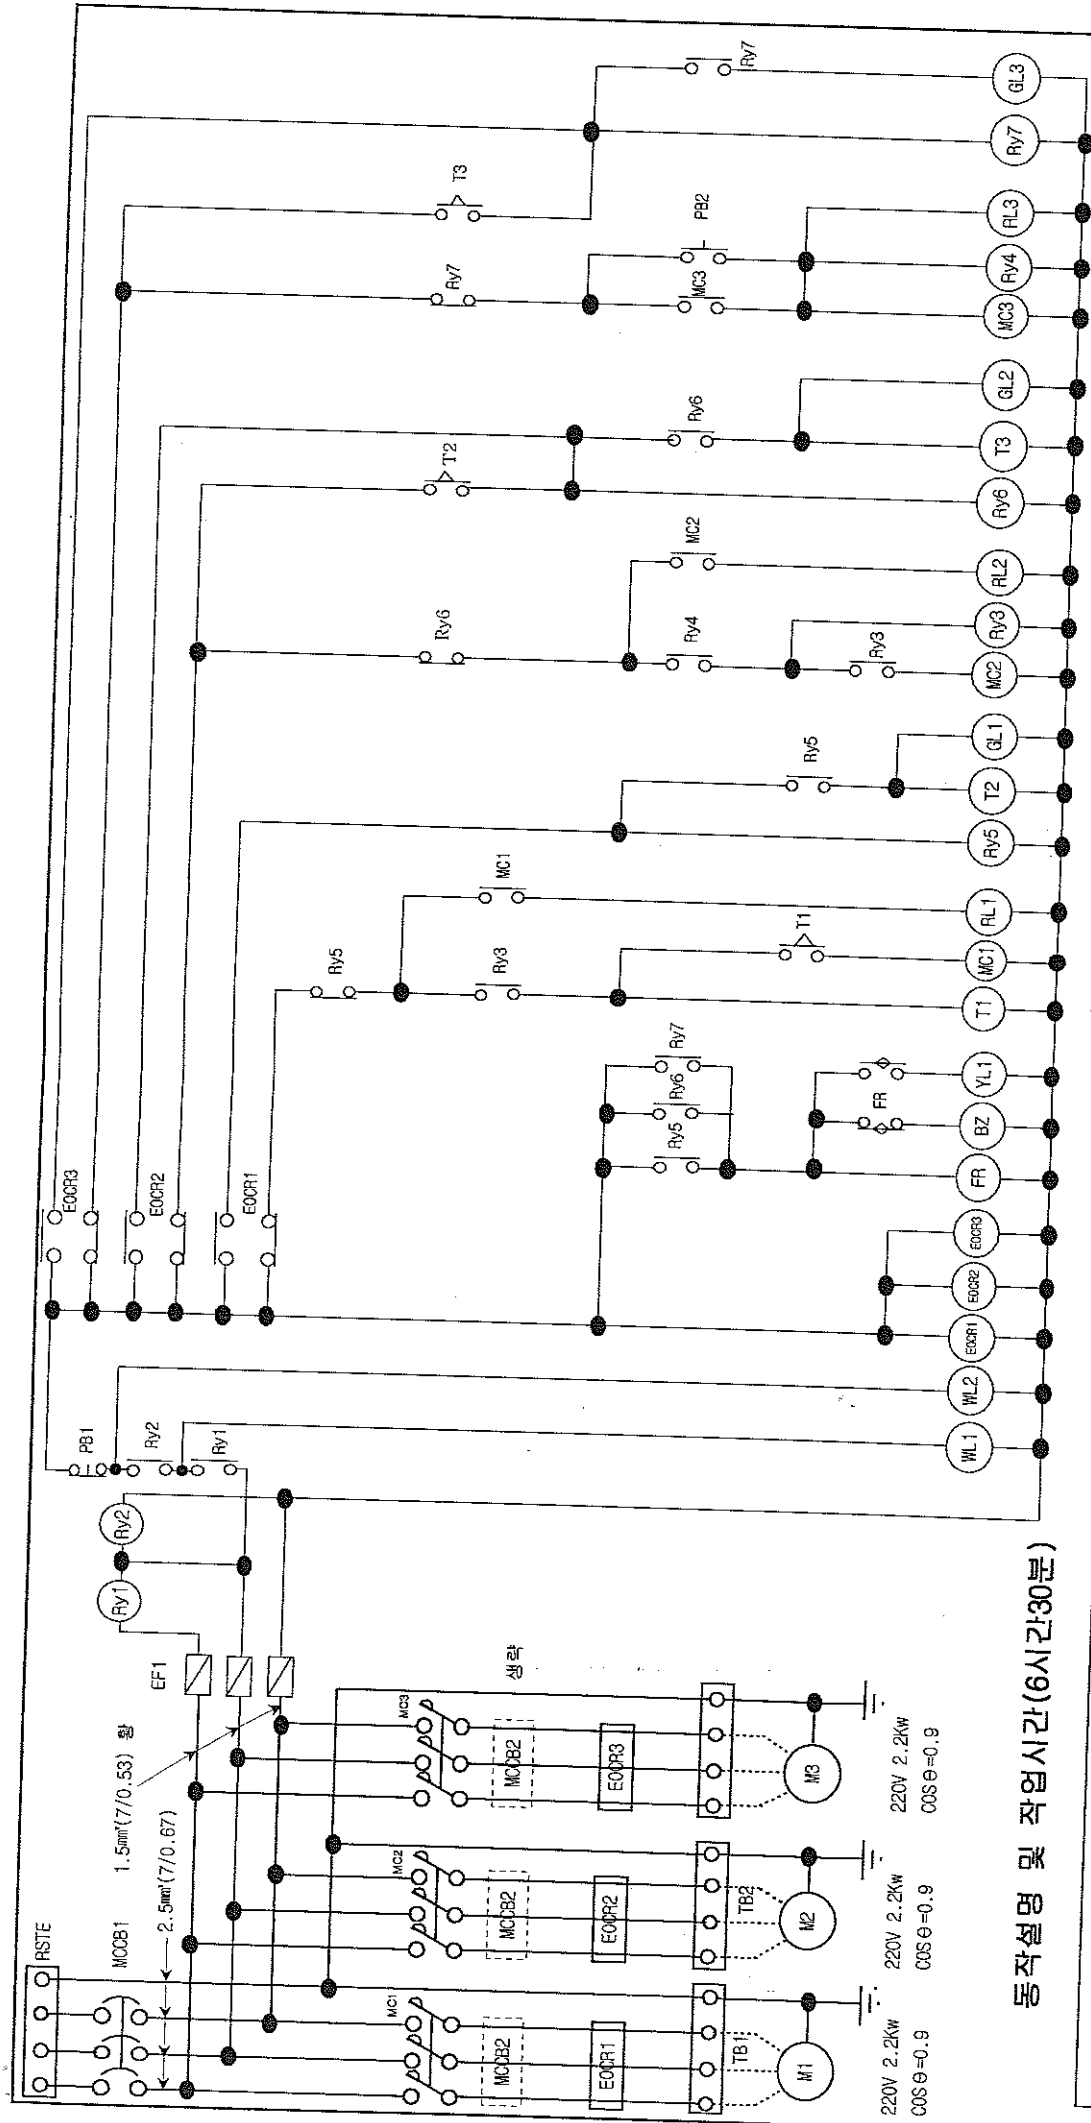 RSTE
MCCB1
2.5㎟(7/0.67)
1.5㎟(7/0.53) 황
EF1
MC1
MC2
MC3
생략
MCCB2
MCCB2
MCCB2
EOCR1
EOCR2
EOCR3
TB1
TB2
M1
M2
M3
220V 2.2Kw
COSθ=0.9
220V 2.2Kw
COSθ=0.9
220V 2.2Kw
COSθ=0.9
Ry1
Ry2
PB1
Ry2
Ry1
EOCR3
EOCR2
EOCR1
T3
Ry7
Ry7
PB2
MC3
T2
Ry6
Ry6
MC2
Ry4
Ry3
Ry5
MC1
Ry5
Ry3
T1
Ry7
Ry6
Ry5
FR
WL1
WL2
EOCR1
EOCR2
EOCR3
FR
BZ
YL1
T1
MC1
RL1
Ry5
T2
GL1
MC2
Ry3
RL2
Ry6
T3
GL2
MC3
Ry4
RL3
Ry7
GL3
동작설명 및 작업시간(6시간30분)